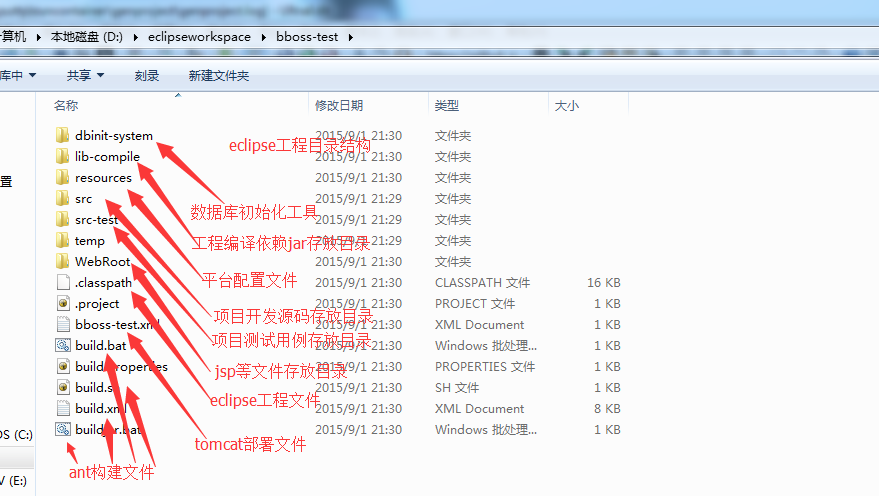 计算机 ▸ 本地磁盘 (D:) ▸ eclipseworkspace ▸ bboss-test ▸
库中 ▼ 共享 ▼ 刻录 新建文件夹
名称 修改日期 类型 大小
dbinit-system 2015/9/1 21:30 文件夹
eclipse工程目录结构
lib-compile 2015/9/1 21:30 文件夹
resources 2015/9/1 21:30 文件夹
src 2015/9/1 21:29 文件夹
数据库初始化工具
src-test 2015/9/1 21:29 文件夹
temp 2015/9/1 21:30 文件夹
工程编译依赖jar存放目录
WebRoot 2015/9/1 21:30 文件夹
平台配置文件
.classpath 2015/9/1 21:30 CLASSPATH 文件 16 KB
.project 2015/9/1 21:30 PROJECT 文件 1 KB
项目开发源码存放目录
bboss-test.xml 2015/9/1 21:30 XML Document 1 KB
项目测试用例存放目录
build.bat 2015/9/1 21:30 Windows 批处理... 1 KB
build.properties 2015/9/1 21:30 PROPERTIES 文件 1 KB
jsp等文件存放目录
build.sh 2015/9/1 21:30 SH 文件 1 KB
eclipse工程文件
build.xml 2015/9/1 21:30 XML Document 8 KB
2015/9/1 21:30 Windows 批处理... 1 KB
OS (C:)
tomcat部署文件
ant构建文件
V (E:)